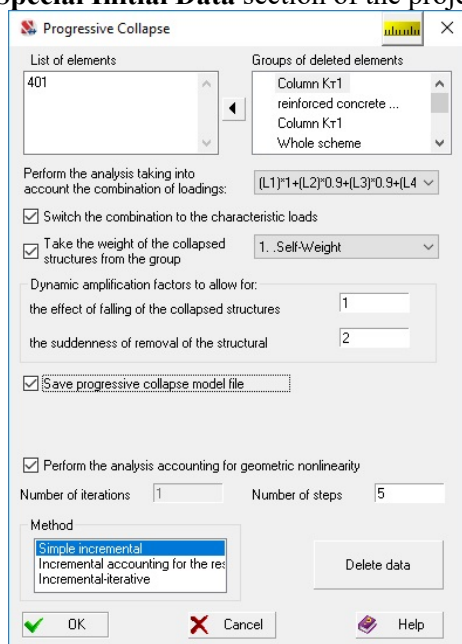 Special Initial Data section of the proje
Progressive Collapse
List of elements
Groups of deleted elements
401
Column Кт1
reinforced concrete ...
Column Кт1
Whole scheme
Perform the analysis taking into
account the combination of loadings:
(L1)*1+(L2)*0.9+(L3)*0.9+(L4
Switch the combination to the characteristic loads
Take the weight of the collapsed
structures from the group
1. .Self-Weight
Dynamic amplification factors to allow for:
the effect of falling of the collapsed structures
1
the suddenness of removal of the structural
2
Save progressive collapse model file
Perform the analysis accounting for geometric nonlinearity
Number of iterations
1
Number of steps
5
Method
Simple incremental
Incremental accounting for the res
Incremental-iterative
Delete data
OK
Cancel
Help